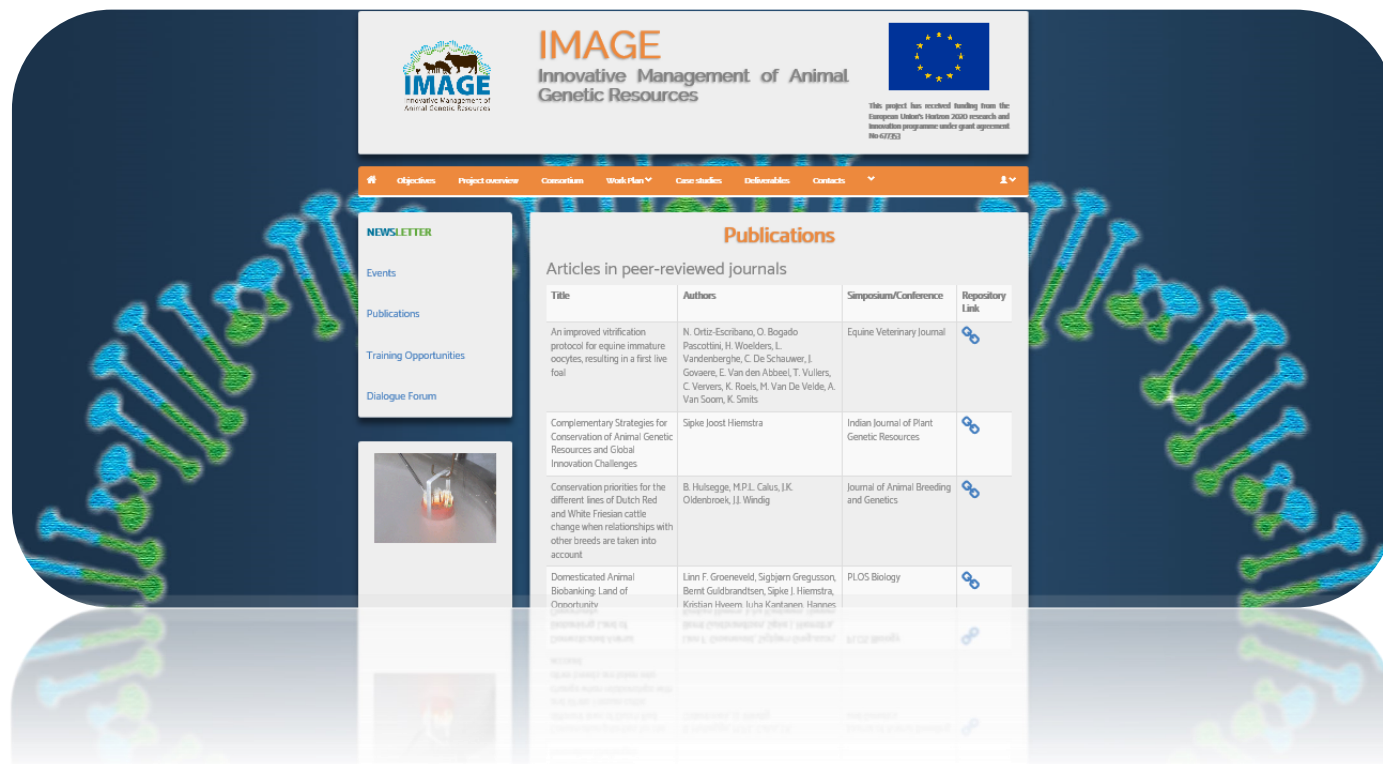 IMAGE
Innovative Management of
Animal Genetic Resources
IMAGE
Innovative Management of Animal
Genetic Resources
This project has received funding from the
European Union's Horizon 2020 research and
innovation programme under grant agreement
No 677353
Objectives Project overview Consortium Work Plan Case studies Deliverables Contacts
NEWSLETTER
Events
Publications
Training Opportunities
Dialogue Forum
Publications
Articles in peer-reviewed journals
Title Authors Simposium/Conference Repository
Link
An improved vitrification
protocol for equine immature
oocytes, resulting in a first live
foal
N. Ortiz-Escribano, O. Bogado
Pascottini, H. Woelders, L.
Vandenberghe, C. De Schauwer, J.
Govaere, E. Van den Abbeel, T. Vullers,
C. Ververs, K. Roels, M. Van De Velde, A.
Van Soom, K. Smits
Equine Veterinary Journal
Complementary Strategies for
Conservation of Animal Genetic
Resources and Global
Innovation Challenges
Sipke Joost Hiemstra
Indian Journal of Plant
Genetic Resources
Conservation priorities for the
different lines of Dutch Red
and White Friesian cattle
change when relationships with
other breeds are taken into
account
B. Hulsegge, M.P.L. Calus, J.K.
Oldenbroek, J.J. Windig
Journal of Animal Breeding
and Genetics
Domesticated Animal
Biobanking: Land of
Opportunity
Linn F. Groeneveld, Sigbjørn Gregusson,
Bernt Guldbrandtsen, Sipke J. Hiemstra,
Kristian Hveem, Juha Kantanen, Hannes
PLOS Biology